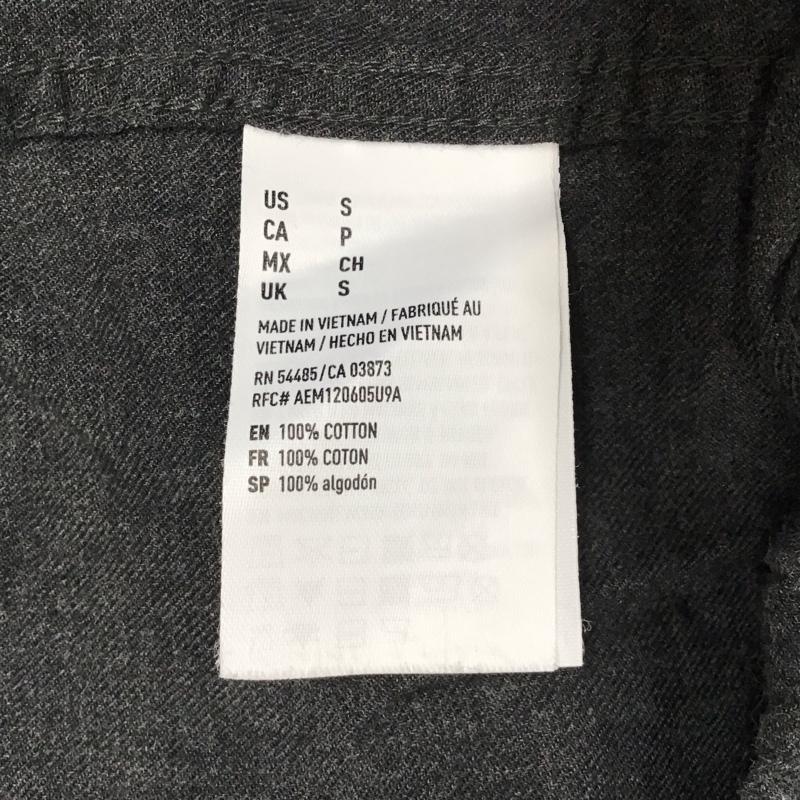 US S
CA P
MX CH
UK S
MADE IN VIETNAM / FABRIQUÉ AU
VIETNAM / HECHO EN VIETNAM
RN 54485/CA 03873
RFC# AEM120605U9A
EN 100% COTTON
FR 100% COTON
SP 100% algodón